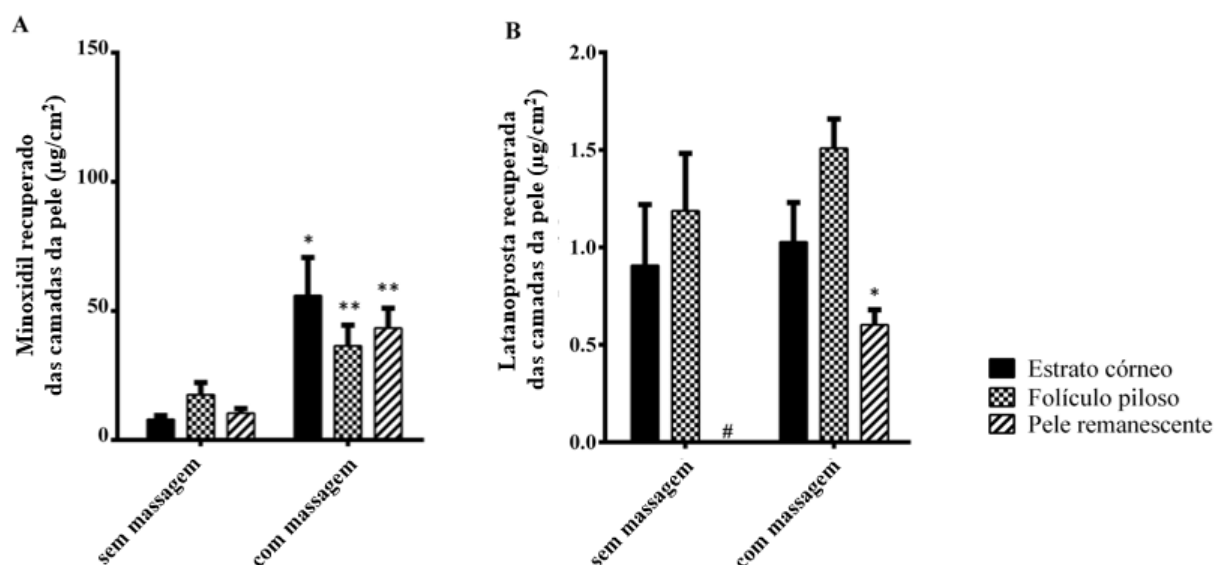 A
Minoxidil recuperado
das camadas da pele (µg/cm²)
150
100
50
0
*
**
**
sem massagem
com massagem
B
Latanoprosta recuperada
das camadas da pele (µg/cm²)
2.0
1.5
1.0
0.5
0.0
#
*
sem massagem
com massagem
Estrato córneo
Folículo piloso
Pele remanescente